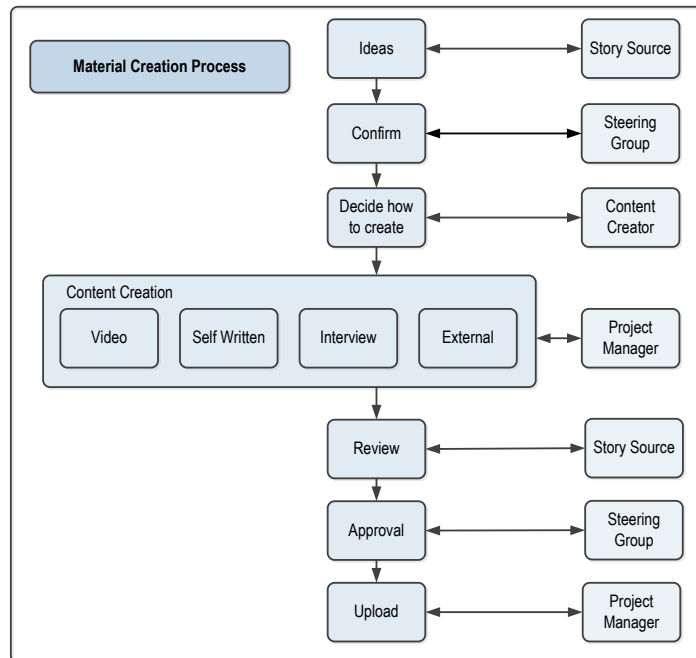 Material Creation Process
Ideas
Story Source
Confirm
Steering
Group
Decide how
to create
Content
Creator
Content Creation
Video
Self Written
Interview
External
Project
Manager
Review
Story Source
Approval
Steering
Group
Upload
Project
Manager